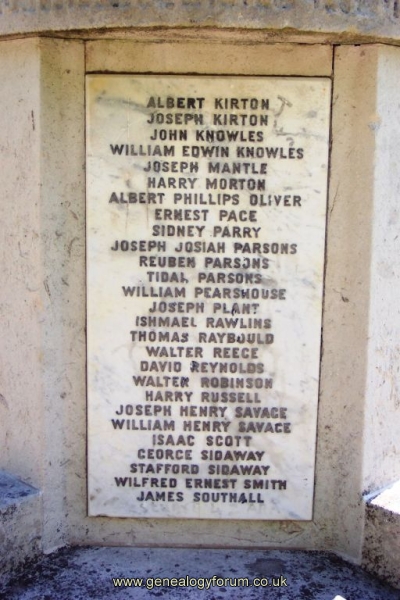 ALBERT KIRTON
JOSEPH KIRTON
JOHN KNOWLES
WILLIAM EDWIN KNOWLES
JOSEPH MANTLE
HARRY MORTON
ALBERT PHILLIPS OLIVER
ERNEST PACE
SIDNEY PARRY
JOSEPH JOSIAH PARSONS
REUBEN PARSONS
TIDAL PARSONS
WILLIAM PEARSHOUSE
JOSEPH PLANT
ISHMAEL RAWLINS
THOMAS RAYBOULD
WALTER REECE
DAVID REYNOLDS
WALTER ROBINSON
HARRY RUSSELL
JOSEPH HENRY SAVAGE
WILLIAM HENRY SAVAGE
ISAAC SCOTT
GEORGE SIDAWAY
STAFFORD SIDAWAY
WILFRED ERNEST SMITH
JAMES SOUTHALL
www.genealogyforum.co.uk